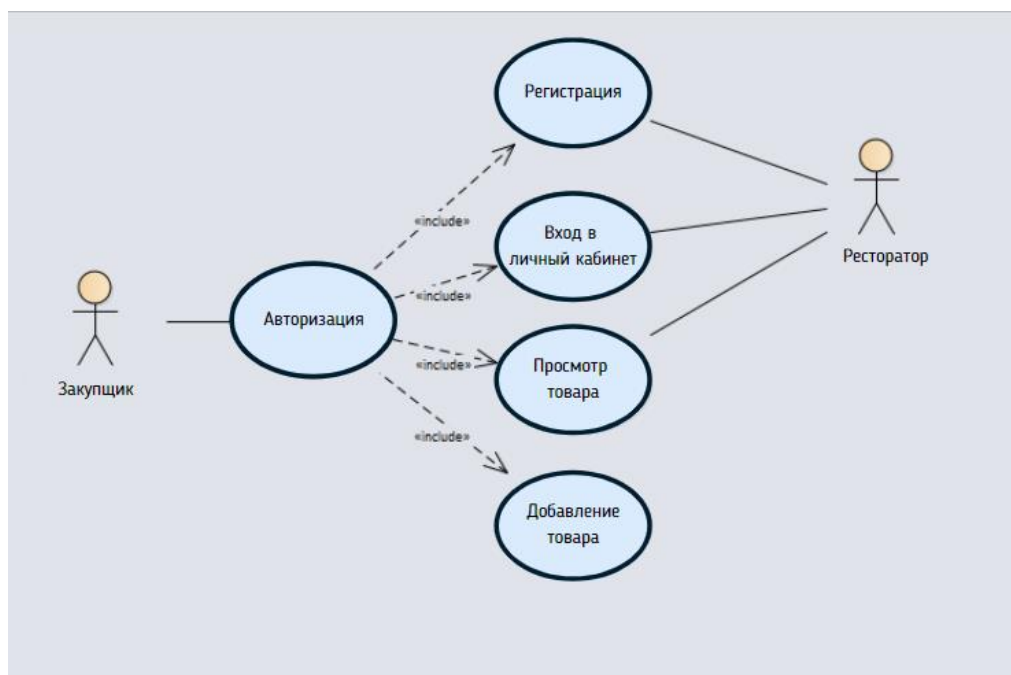 Регистрация
«include»
Вход в
личный кабинет
Ресторатор
«include»
Авторизация
Закупщик
«include»
Просмотр
товара
«include»
Добавление
товара